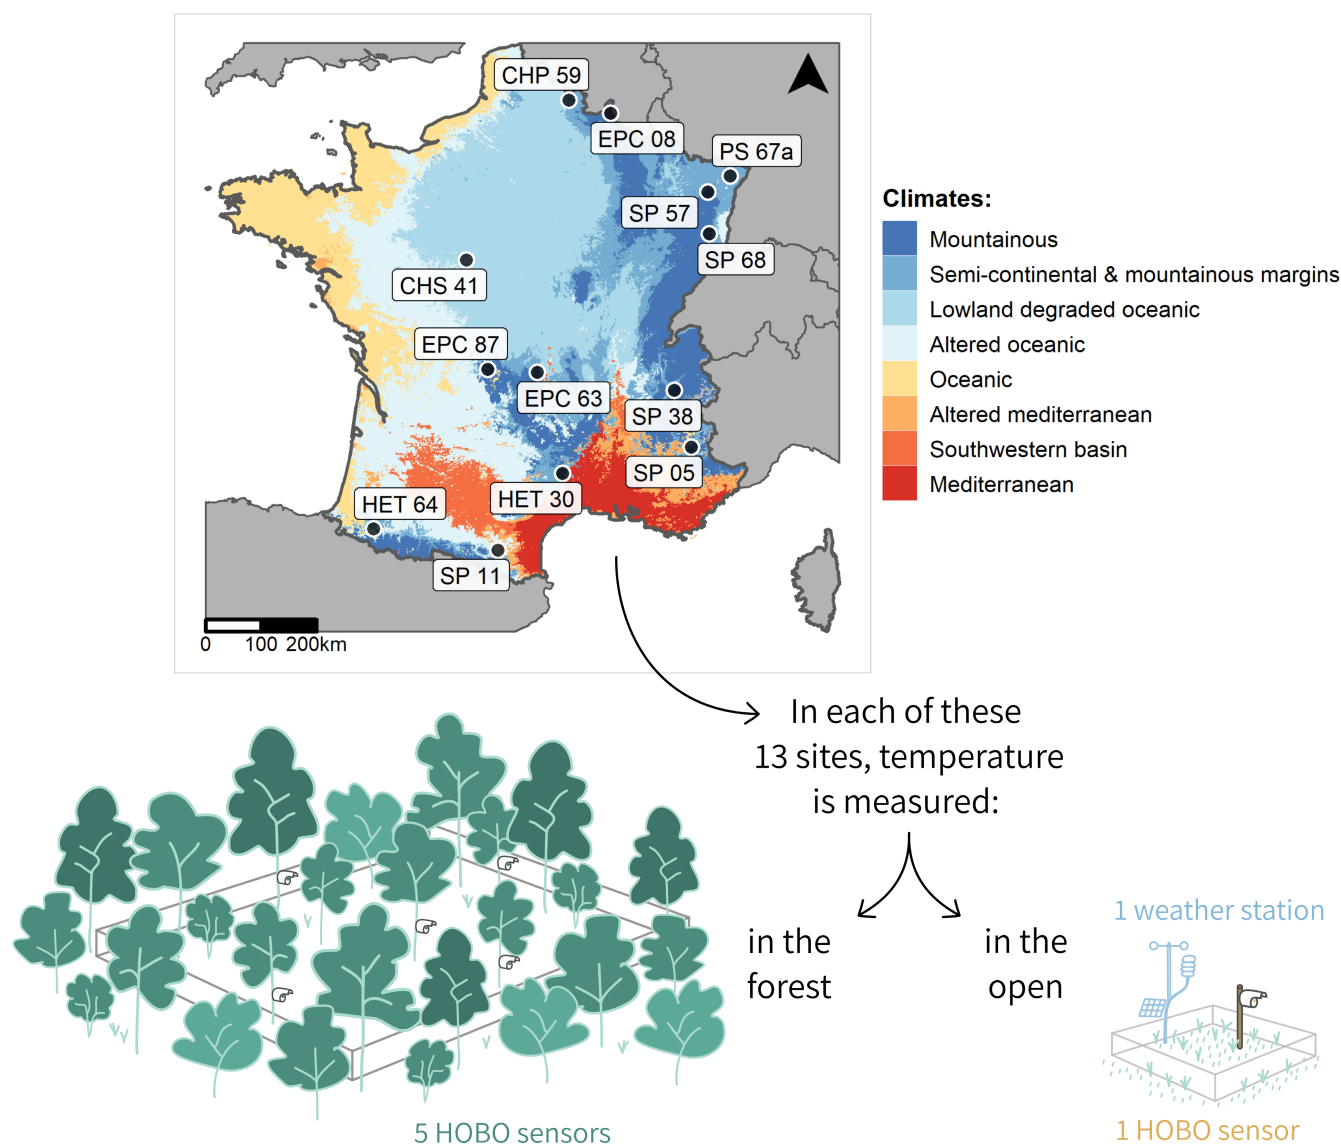 CHP 59
EPC 08
PS 67a
SP 57
SP 68
CHS 41
EPC 87
EPC 63
SP 38
SP 05
HET 30
HET 64
SP 11
0 100 200km
Climates:
Mountainous
Semi-continental & mountainous margins
Lowland degraded oceanic
Altered oceanic
Oceanic
Altered mediterranean
Southwestern basin
Mediterranean
In each of these
13 sites, temperature
is measured:
in the
forest
in the
open
1 weather station
5 HOBO sensors
1 HOBO sensor